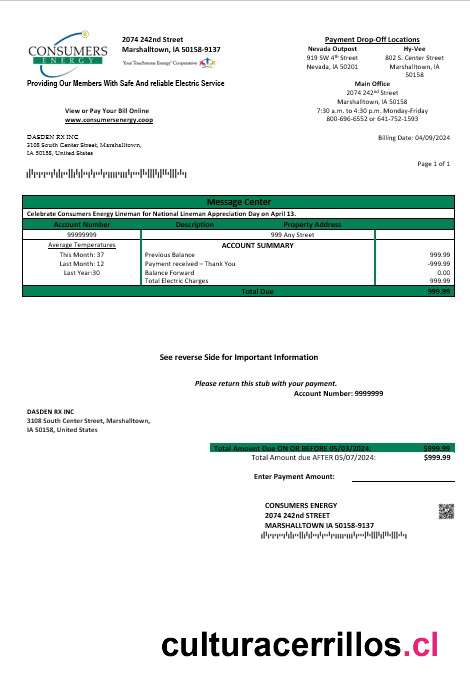 CONSUMERS
ENERGY
2074 242nd Street
Marshalltown, IA 50158-9137
Your Touchstone Energy® Cooperative
Providing Our Members With Safe And reliable Electric Service
Payment Drop-Off Locations
Nevada Outpost
919 SW 4th Street
Nevada, IA 50201
Hy-Vee
802 S. Center Street
Marshalltown, IA
50158
Main Office
2074 242nd Street
Marshalltown, IA 50158
7:30 a.m. to 4:30 p.m. Monday-Friday
800-696-6552 or 641-752-1593
View or Pay Your Bill Online
www.consumersenergy.coop
DASDEN RX INC
3108 South Center Street, Marshalltown,
IA 50158, United States
Billing Date: 04/09/2024
Page 1 of 1
Message Center
Celebrate Consumers Energy Lineman for National Lineman Appreciation Day on April 13.
Account Number Description Property Address
99999999 999 Any Street
Average Temperatures ACCOUNT SUMMARY
This Month: 37 Previous Balance 999.99
Last Month: 12 Payment received – Thank You -999.99
Last Year:30 Balance Forward 0.00
Total Electric Charges 999.99
Total Due 999.99
See reverse Side for Important Information
Please return this stub with your payment.
Account Number: 9999999
DASDEN RX INC
3108 South Center Street, Marshalltown,
IA 50158, United States
Total Amount Due ON OR BEFORE 05/03/2024: $999.99
Total Amount due AFTER 05/07/2024: $999.99
Enter Payment Amount:
CONSUMERS ENERGY
2074 242nd STREET
MARSHALLTOWN IA 50158-9137
culturacerrillos.cl